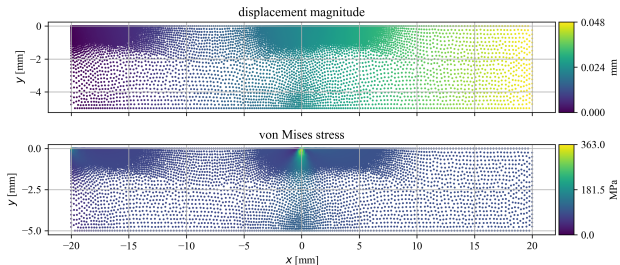 displacement magnitude
0
−2
−4
y [mm]
0.048
0.024
0.000
mm
von Mises stress
0.0
−2.5
−5.0
y [mm]
363.0
181.5
0.0
MPa
−20 −15 −10 −5 0 5 10 15 20
x [mm]